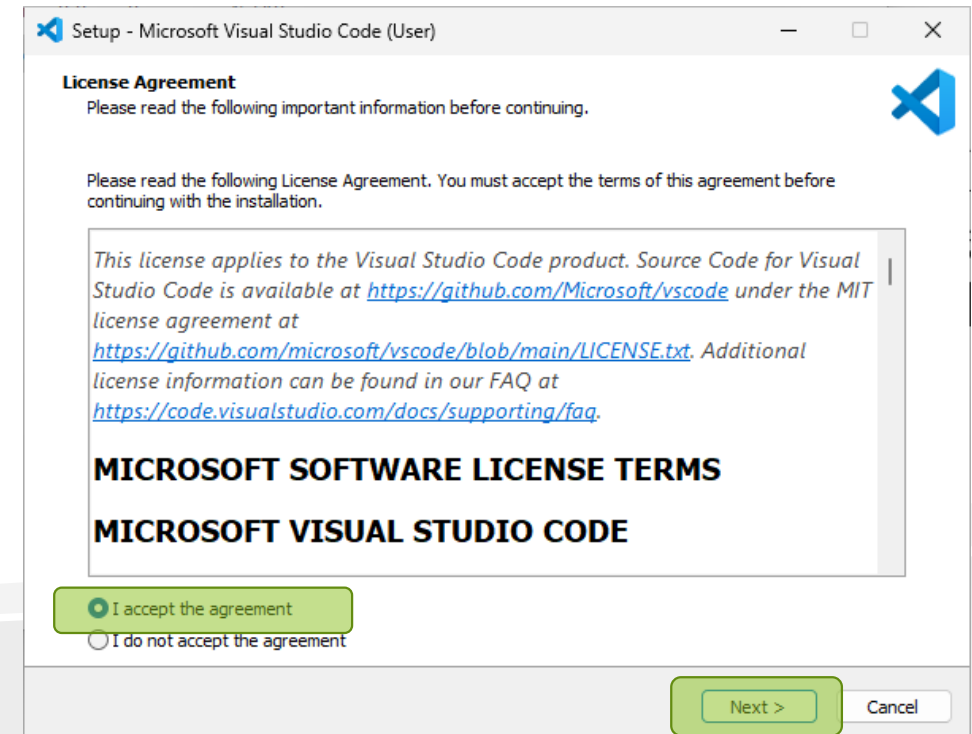 Setup - Microsoft Visual Studio Code (User)
License Agreement
Please read the following important information before continuing.
Please read the following License Agreement. You must accept the terms of this agreement before
continuing with the installation.
This license applies to the Visual Studio Code product. Source Code for Visual
Studio Code is available at https://github.com/Microsoft/vscode under the MIT
license agreement at
https://github.com/microsoft/vscode/blob/main/LICENSE.txt. Additional
license information can be found in our FAQ at
https://code.visualstudio.com/docs/supporting/faq.
MICROSOFT SOFTWARE LICENSE TERMS
MICROSOFT VISUAL STUDIO CODE
I accept the agreement
I do not accept the agreement
Next >
Cancel